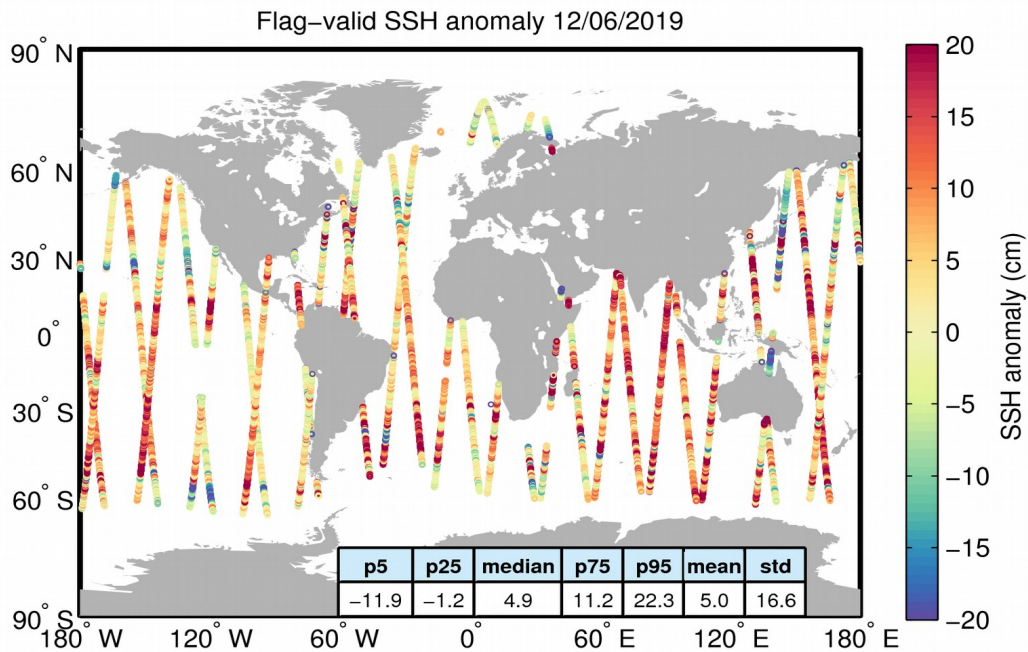 Flag−valid SSH anomaly 12/06/2019
90° N
60° N
30° N
0°
30° S
60° S
90° S
180° W
120° W
60° W
0°
60° E
120° E
180° E
p5 p25 median p75 p95 mean std
−11.9 −1.2 4.9 11.2 22.3 5.0 16.6
20
15
10
5
0
−5
−10
−15
−20
SSH anomaly (cm)